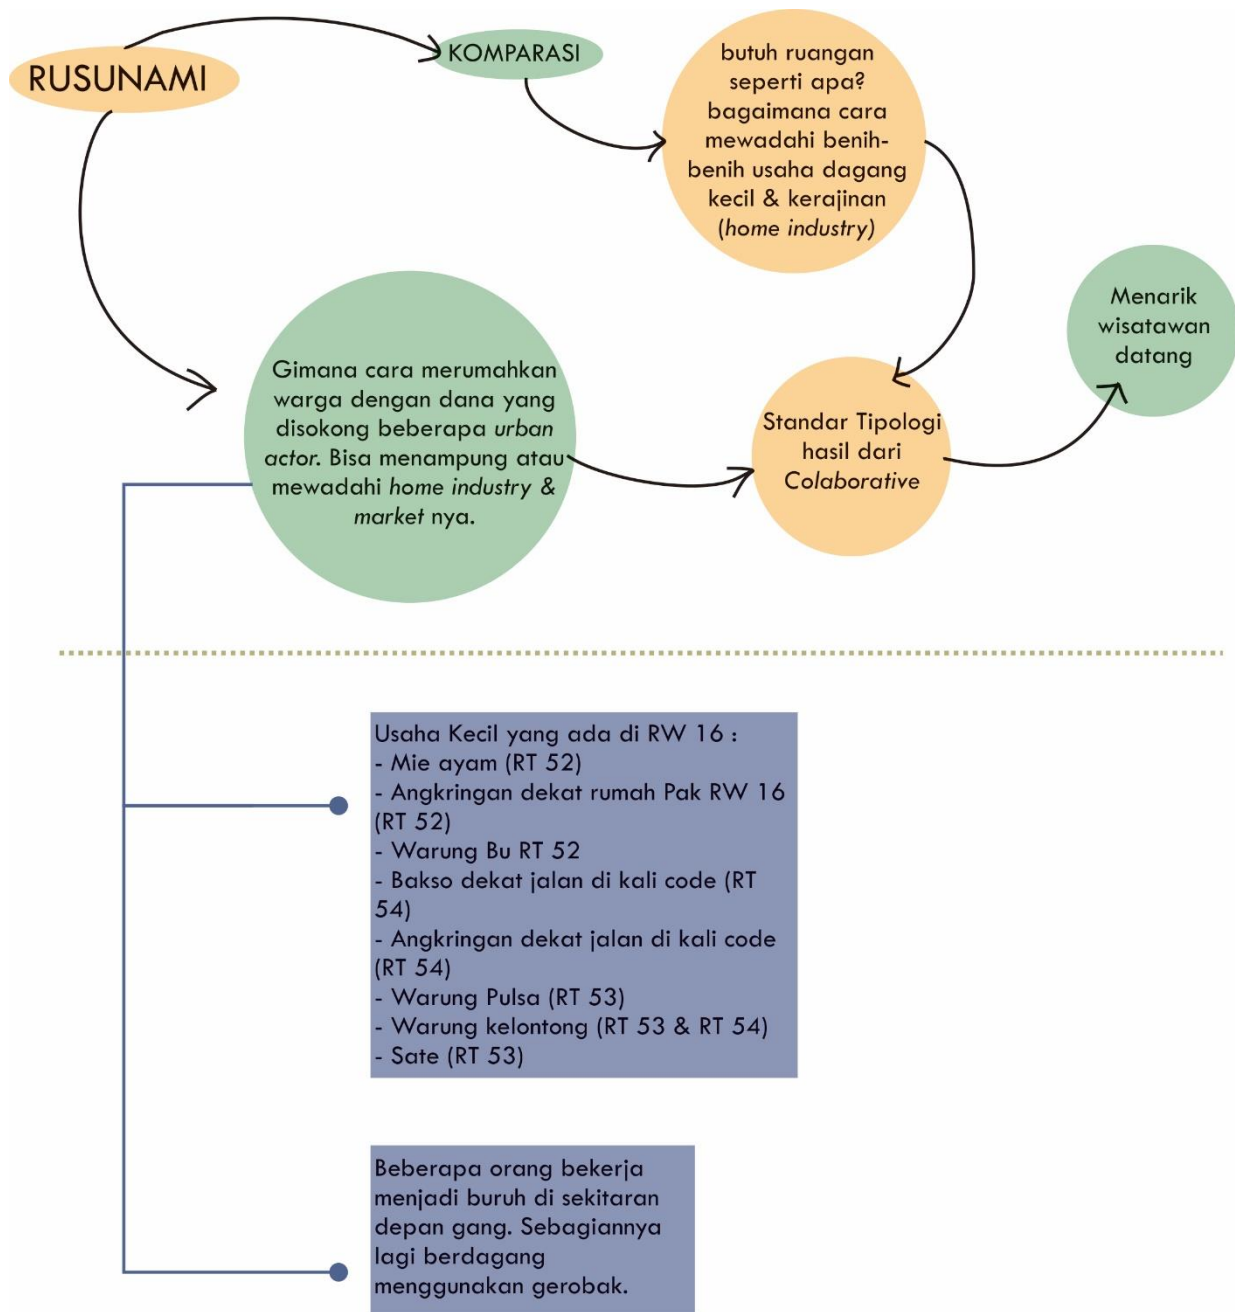 RUSUNAMI
KOMPARASI
butuh ruangan
seperti apa?
bagaimana cara
mewadahi benih-
benih usaha dagang
kecil & kerajinan
(home industry)
Menarik
wisatawan
datang
Gimana cara merumahkan
warga dengan dana yang
disokong beberapa urban
actor. Bisa menampung atau
mewadahi home industry &
market nya.
Standar Tipologi
hasil dari
Colaborative
Usaha Kecil yang ada di RW 16 :
- Mie ayam (RT 52)
- Angkringan dekat rumah Pak RW 16
(RT 52)
- Warung Bu RT 52
- Bakso dekat jalan di kali code (RT
54)
- Angkringan dekat jalan di kali code
(RT 54)
- Warung Pulsa (RT 53)
- Warung kelontong (RT 53 & RT 54)
- Sate (RT 53)
Beberapa orang bekerja
menjadi buruh di sekitaran
depan gang. Sebagiannya
lagi berdagang
menggunakan gerobak.